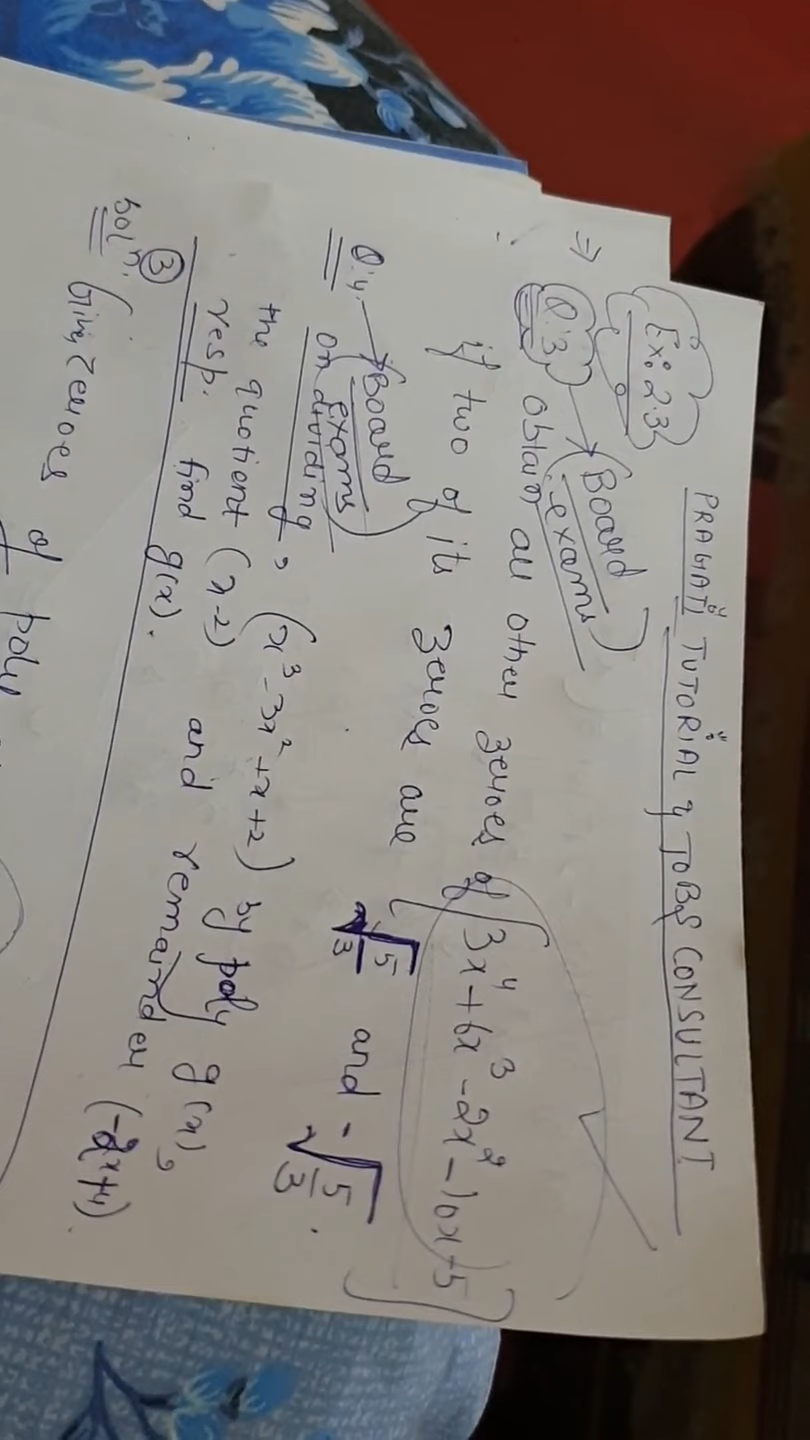 PRAGATI TUTORIAL & JOBS CONSULTANT
Ex: 2.3
⇒ Q.3 → (Board exams)
obtain all other zeroes of [3x⁴+6x³-2x²-10x-5]
if two of its zeroes are √5/3 and -√5/3.
Q.4. → (Board exams)
on dividing, (x³-3x²+x+2) by poly g(x),
the quotient (x-2) and remainder (-2x+4).
resp. find g(x).
Solⁿ. ③
Given, zeroes of poly